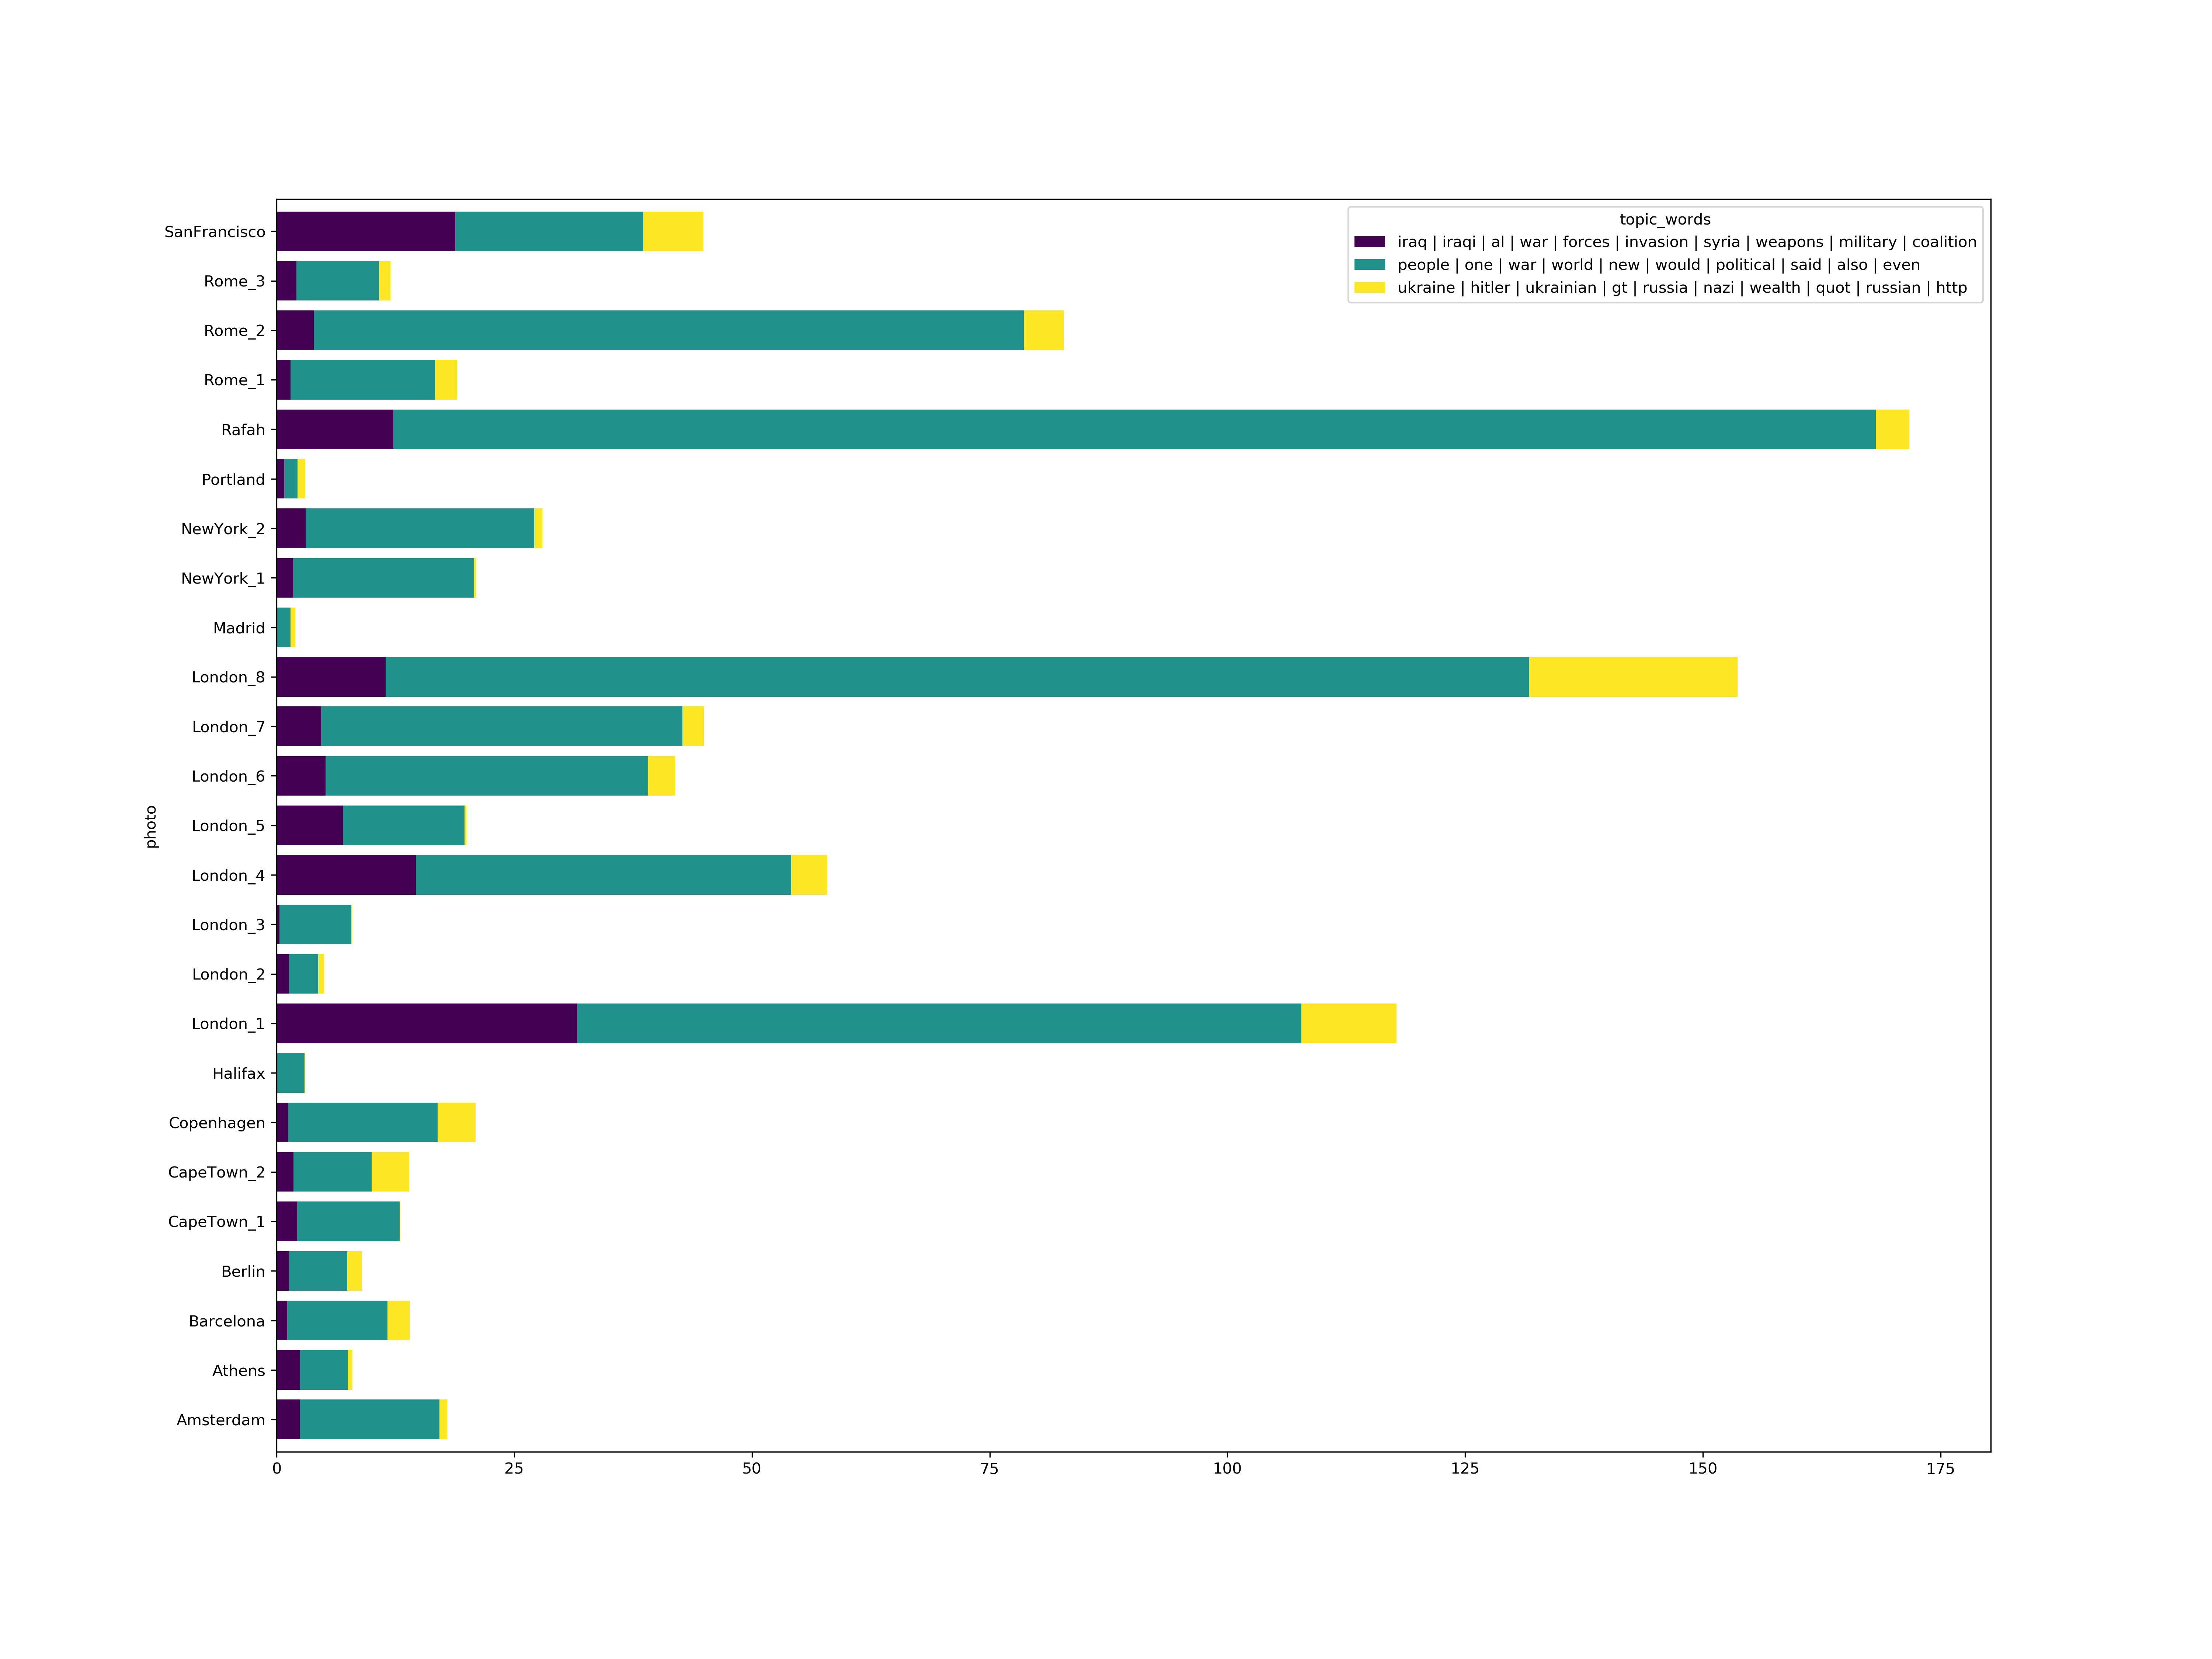 topic_words
iraq | iraqi | al | war | forces | invasion | syria | weapons | military | coalition
people | one | war | world | new | would | political | said | also | even
ukraine | hitler | ukrainian | gt | russia | nazi | wealth | quot | russian | http
photo
SanFrancisco
Rome_3
Rome_2
Rome_1
Rafah
Portland
NewYork_2
NewYork_1
Madrid
London_8
London_7
London_6
London_5
London_4
London_3
London_2
London_1
Halifax
Copenhagen
CapeTown_2
CapeTown_1
Berlin
Barcelona
Athens
Amsterdam
0 25 50 75 100 125 150 175